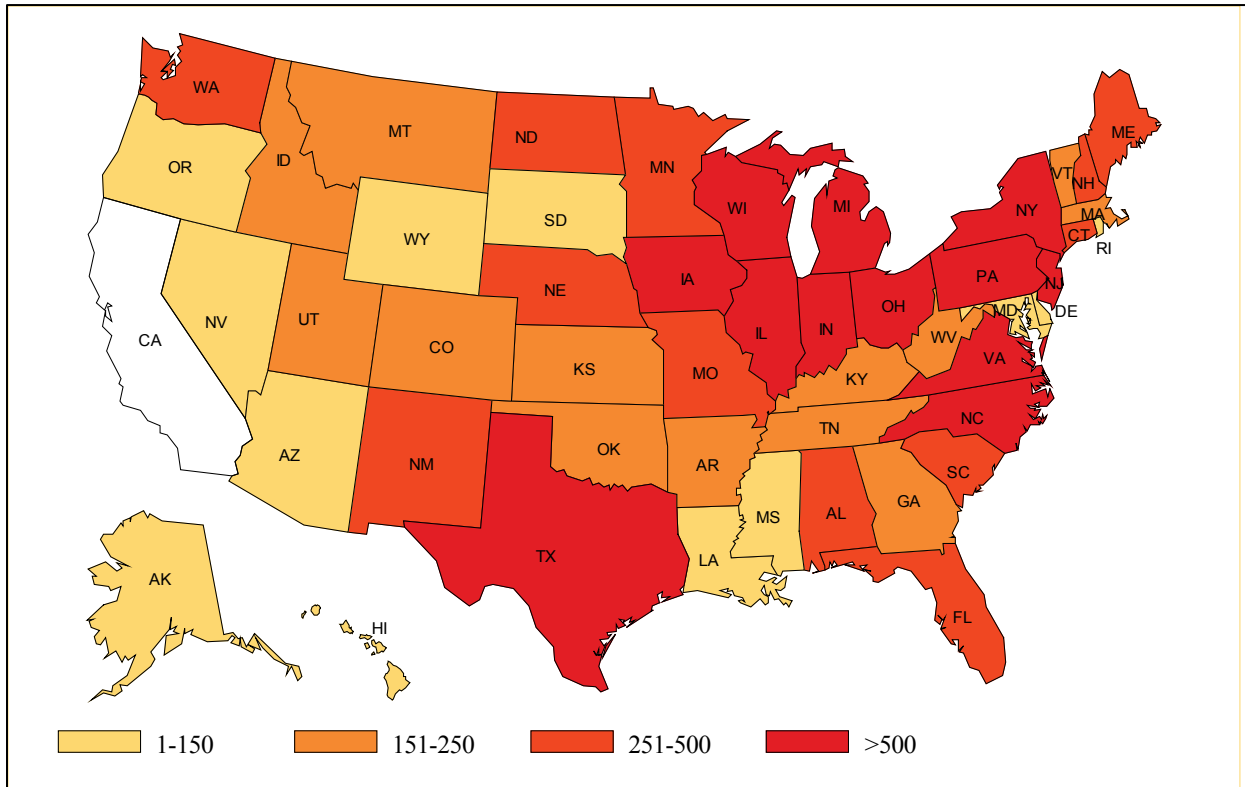 WA
MT
ND
MN
ME
OR
ID
SD
WI
MI
NY
VT
NH
MA
CT
RI
WY
IA
PA
NJ
NE
NV
UT
CO
CA
IL
IN
OH
MD
DE
WV
VA
KS
MO
KY
NC
TN
AZ
NM
OK
AR
SC
MS
AL
GA
TX
LA
AK
HI
FL
1-150
151-250
251-500
>500